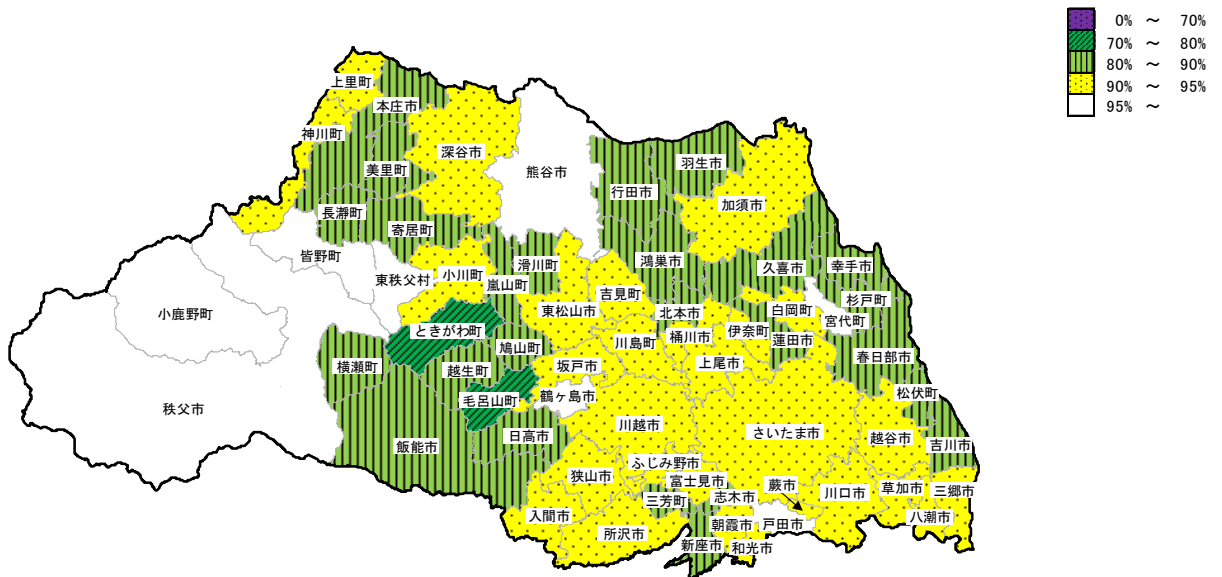 0% ～ 70%
70% ～ 80%
80% ～ 90%
90% ～ 95%
95% ～
上里町
本庄市
神川町
深谷市
美里町
熊谷市
羽生市
行田市
加須市
長瀞町
寄居町
皆野町
東秩父村
小川町
嵐山町
滑川町
鴻巣市
久喜市
幸手市
吉見町
東松山市
杉戸町
小鹿野町
ときがわ町
北本市
白岡町
宮代町
伊奈町
桶川市
川島町
蓮田市
鳩山町
春日部市
横瀬町
越生町
坂戸市
上尾市
松伏町
毛呂山町
鶴ヶ島市
秩父市
川越市
さいたま市
越谷市
日高市
飯能市
吉川市
ふじみ野市
狭山市
富士見市
蕨市
川口市
草加市
三郷市
三芳町
志木市
入間市
朝霞市
戸田市
八潮市
所沢市
新座市
和光市